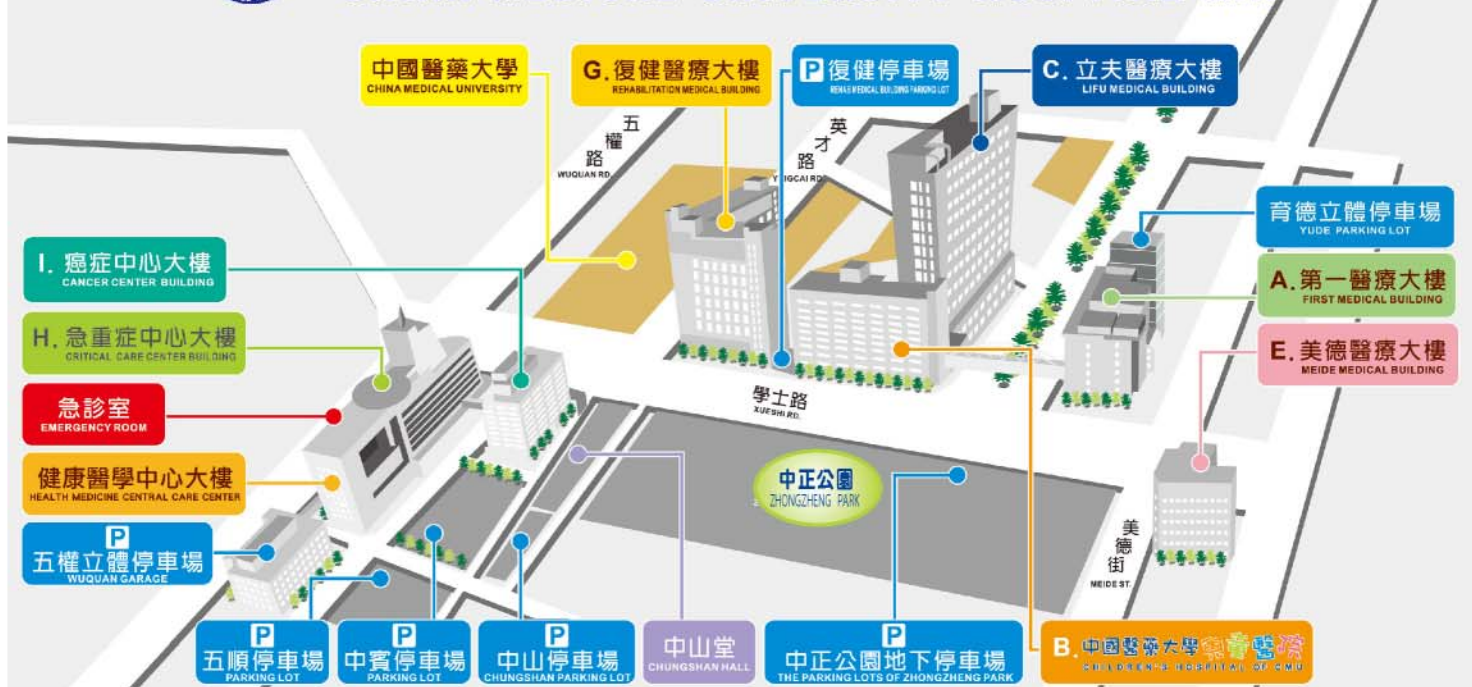 中國醫藥大學
CHINA MEDICAL UNIVERSITY
G.復健醫療大樓
REHABILITATION MEDICAL BUILDING
P復健停車場
REHAB MEDICAL BUILDING PARKING LOT
C.立夫醫療大樓
LIFU MEDICAL BUILDING
五權路
WUQUAN RD.
英才路
育德立體停車場
YUDE PARKING LOT
I.癌症中心大樓
CANCER CENTER BUILDING
A.第一醫療大樓
FIRST MEDICAL BUILDING
H.急重症中心大樓
CRITICAL CARE CENTER BUILDING
E.美德醫療大樓
MEIDE MEDICAL BUILDING
急診室
EMERGENCY ROOM
學士路
XUESHI RD.
健康醫學中心大樓
HEALTH MEDICINE CENTRAL CARE CENTER
中正公園
ZHONGZHENG PARK
P
五權立體停車場
WUQUAN GARAGE
美德街
MEIDE ST.
P
五順停車場
PARKING LOT
P
中賓停車場
PARKING LOT
P
中山停車場
CHUNGSHAN PARKING LOT
中山堂
CHUNGSHAN HALL
P
中正公園地下停車場
THE PARKING LOTS OF ZHONGZHENG PARK
B.中國醫藥大學兒童醫院
CHILDREN'S HOSPITAL OF CMU